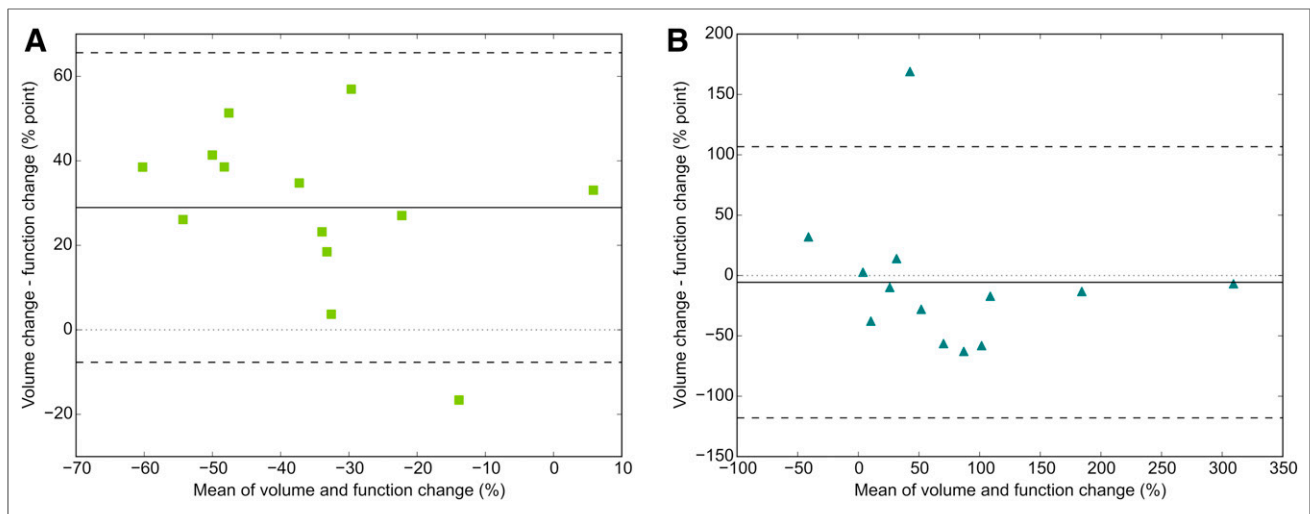 A
Volume change - function change (% point)
60
40
20
0
−20
−70 −60 −50 −40 −30 −20 −10 0 10
Mean of volume and function change (%)
B
Volume change - function change (% point)
200
150
100
50
0
−50
−100
−150
−100 −50 0 50 100 150 200 250 300 350
Mean of volume and function change (%)